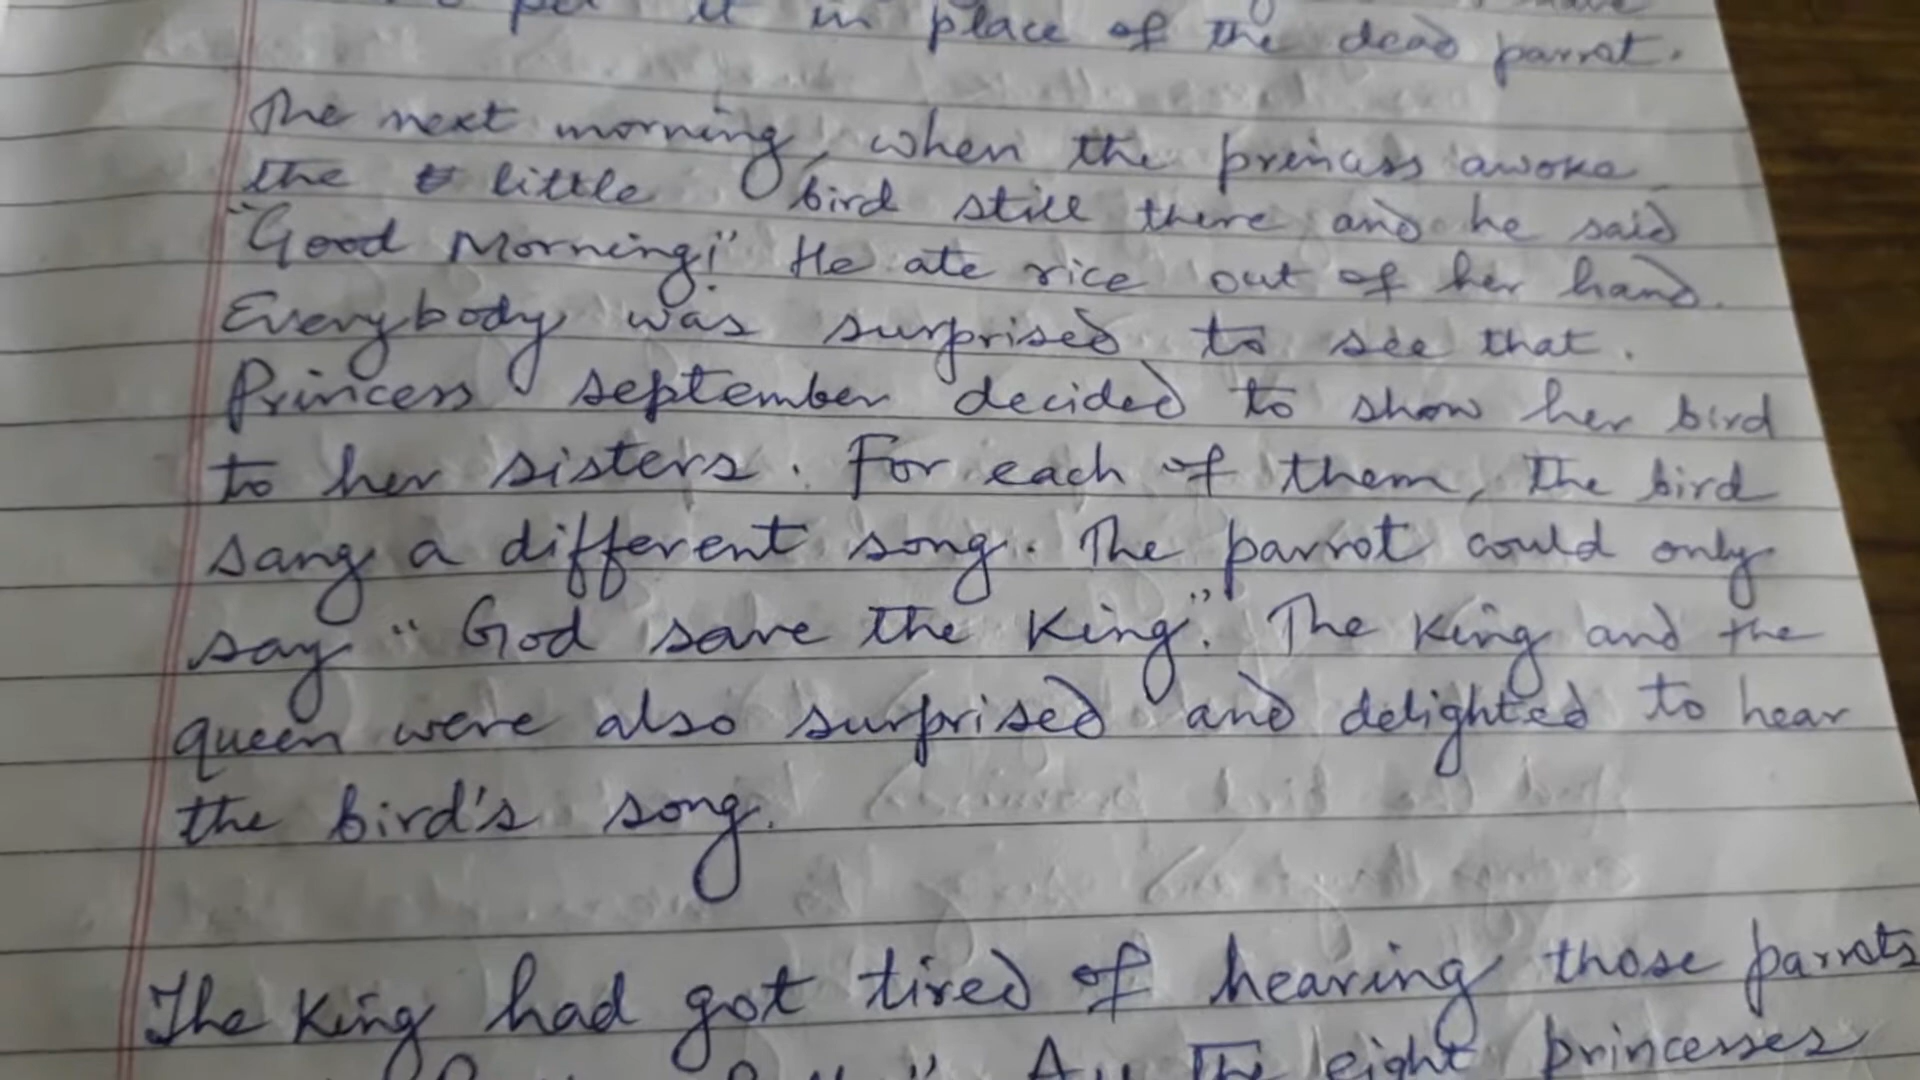 it in place of the dead parrot.
The next morning, when the princess awoke
the little bird still there and he said
"Good Morning!" He ate rice out of her hand.
Everybody was surprised to see that.
Princess September decided to show her bird
to her sisters. For each of them, the bird
sang a different song. The parrot could only
say "God save the King". The King and the
queen were also surprised and delighted to hear
the bird's song.
The King had got tired of hearing those parrots
eight princesses